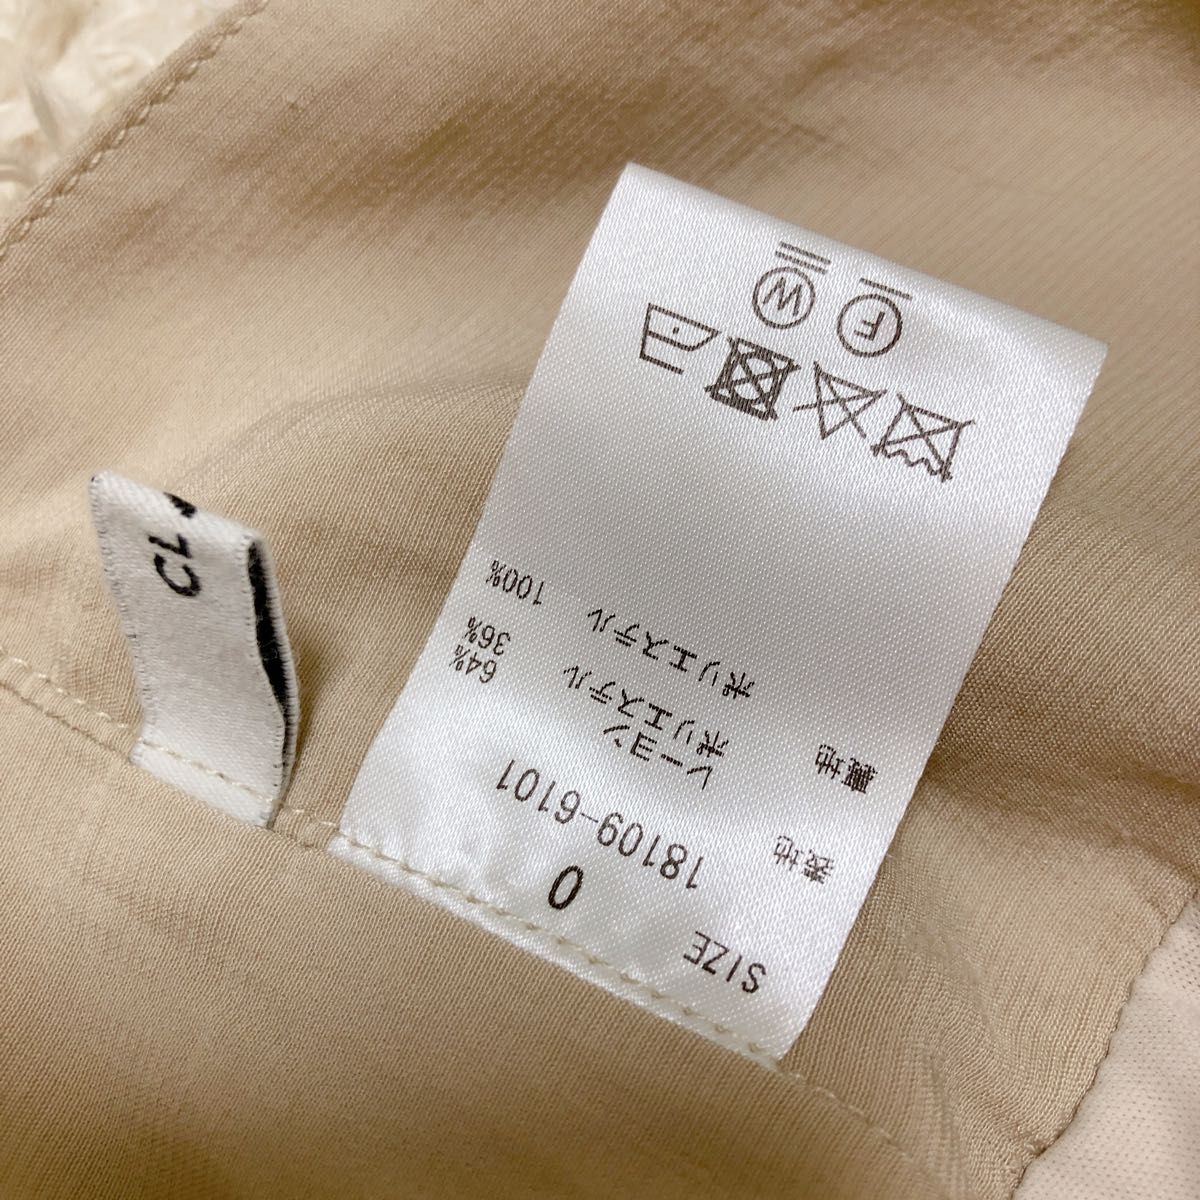 SIZE 0
18109-6101
表地 レーヨン 64%
ポリエステル 36%
裏地 ポリエステル 100%
F
W
CL